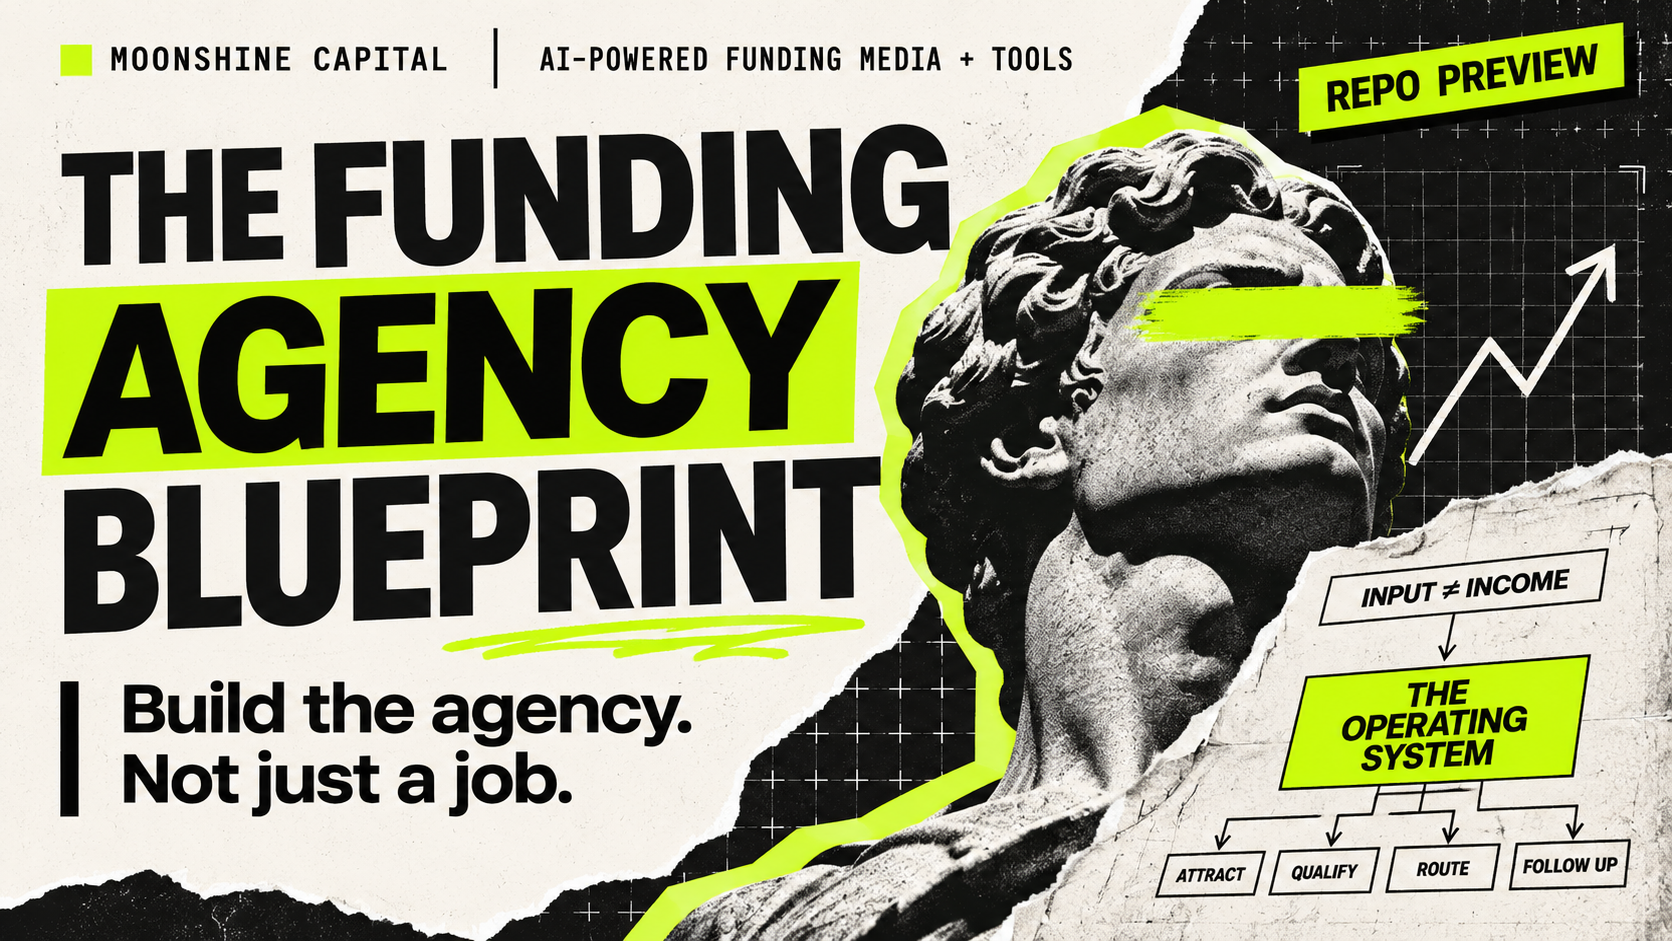 MOONSHINE CAPITAL
AI-POWERED FUNDING MEDIA + TOOLS
REPO PREVIEW
THE FUNDING
AGENCY
BLUEPRINT
Build the agency.
Not just a job.
INPUT ≠ INCOME
THE
OPERATING
SYSTEM
ATTRACT
QUALIFY
ROUTE
FOLLOW UP